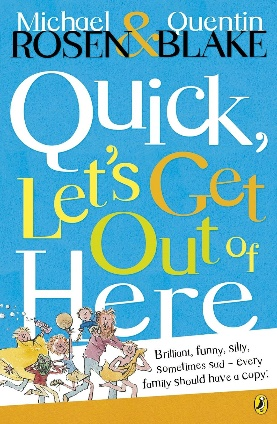 Michael & Quentin
ROSEN & BLAKE
Quick,
Let's Get
Out of
Here
Brilliant, funny, silly,
sometimes sad – every
family should have a copy!